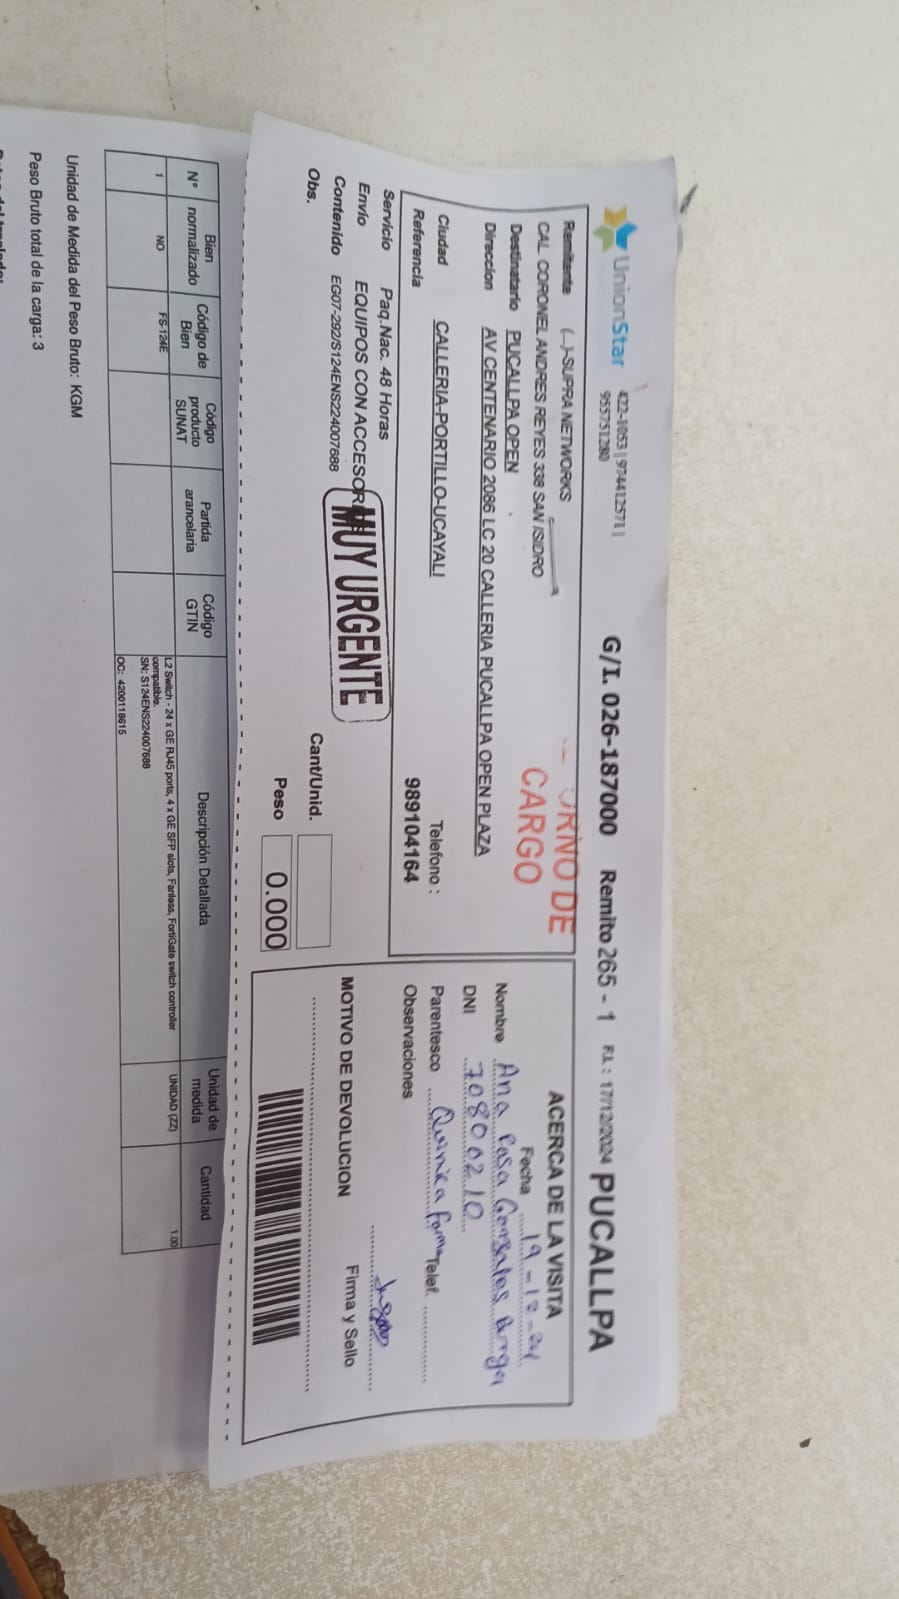 UnionStar
422-1053 | 974412571 |
955751280
G/I. 026-187000 Remito 265 - 1 F.I. : 17/12/2024 PUCALLPA
Remitente (...)-SUPRA NETWORKS
CAL CORONEL ANDRES REYES 338 SAN ISIDRO
Destinatario PUCALLPA OPEN
Direccion AV CENTENARIO 2086 LC 20 CALLERIA PUCALLPA OPEN PLAZA
Ciudad CALLERIA-PORTILLO-UCAYALI
Telefono :
Referencia
989104164
ORNO DE
CARGO
Servicio Paq.Nac. 48 Horas
Envío EQUIPOS CON ACCESOR
Contenido EG07-292/S124ENS224007688
Obs.
MUY URGENTE
Cant/Unid.
Peso 0.000
ACERCA DE LA VISITA
Fecha 19-12-24
Nombre Ana Rosa Gonzales
DNI 70800210
Parentesco Quimica Telef.
Observaciones
MOTIVO DE DEVOLUCION
Firma y Sello
N° Bien normalizado Código de Bien Código producto SUNAT Partida arancelaria Código GTIN Descripción Detallada Unidad de medida Cantidad
1 NO FS-124E L2 Switch - 24 x GE RJ45 ports, 4 x GE SFP slots, Fanless, FortiGate switch controller UNIDAD (ZZ) 1.00
compatible.
SN: S124ENS224007688
OC: 4200118615
Unidad de Medida del Peso Bruto: KGM
Peso Bruto total de la carga: 3